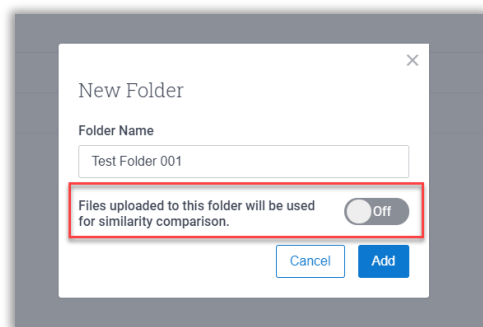 New Folder
Folder Name
Test Folder 001
Files uploaded to this folder will be used
for similarity comparison.
Off
Cancel
Add